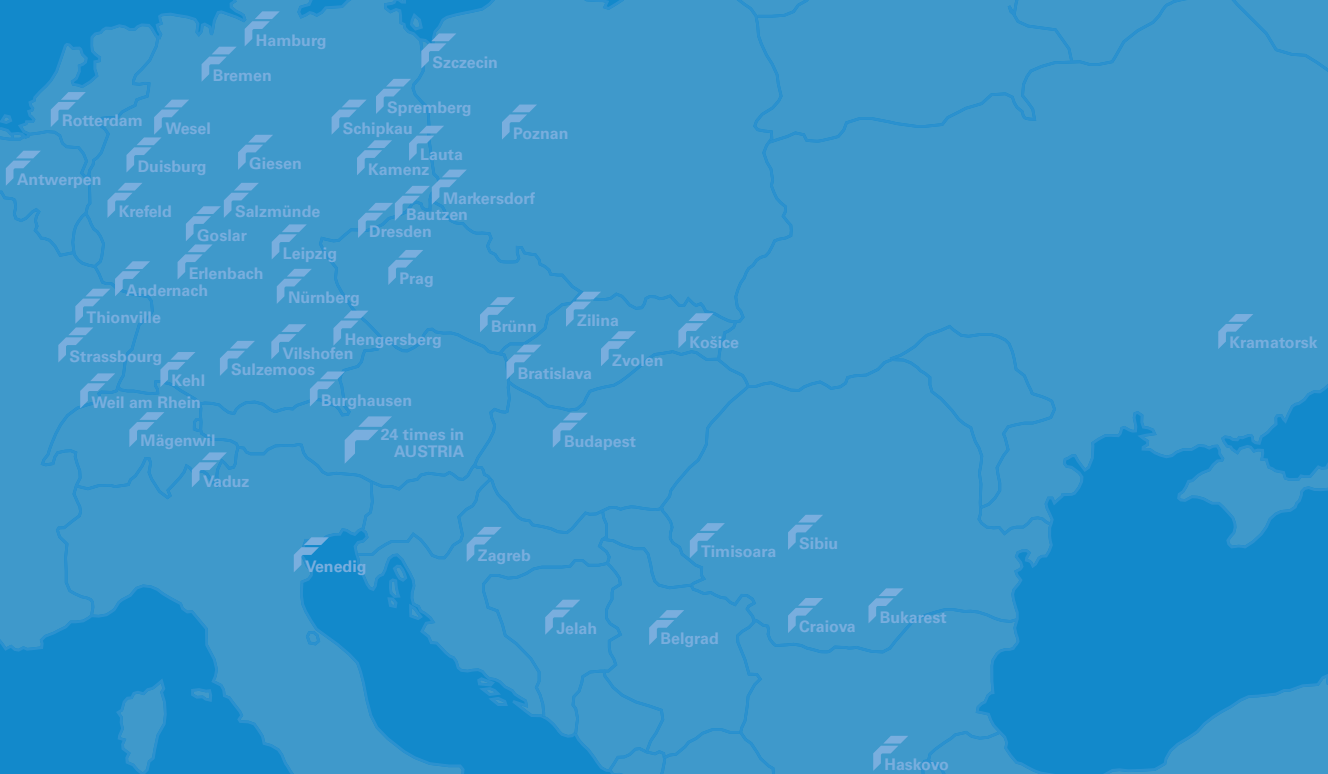 Hamburg
Szczecin
Bremen
Spremberg
Rotterdam
Wesel
Schipkau
Poznan
Lauta
Giesen
Duisburg
Kamenz
Antwerpen
Markersdorf
Krefeld
Salzmünde
Bautzen
Dresden
Goslar
Leipzig
Erlenbach
Prag
Andernach
Nürnberg
Thionville
Zilina
Brünn
Hengersberg
Košice
Kramatorsk
Strassbourg
Vilshofen
Zvolen
Sulzemoos
Bratislava
Kehl
Weil am Rhein
Burghausen
24 times in
AUSTRIA
Mägenwil
Budapest
Vaduz
Sibiu
Timisoara
Zagreb
Venedig
Bukarest
Craiova
Jelah
Belgrad
Haskovo